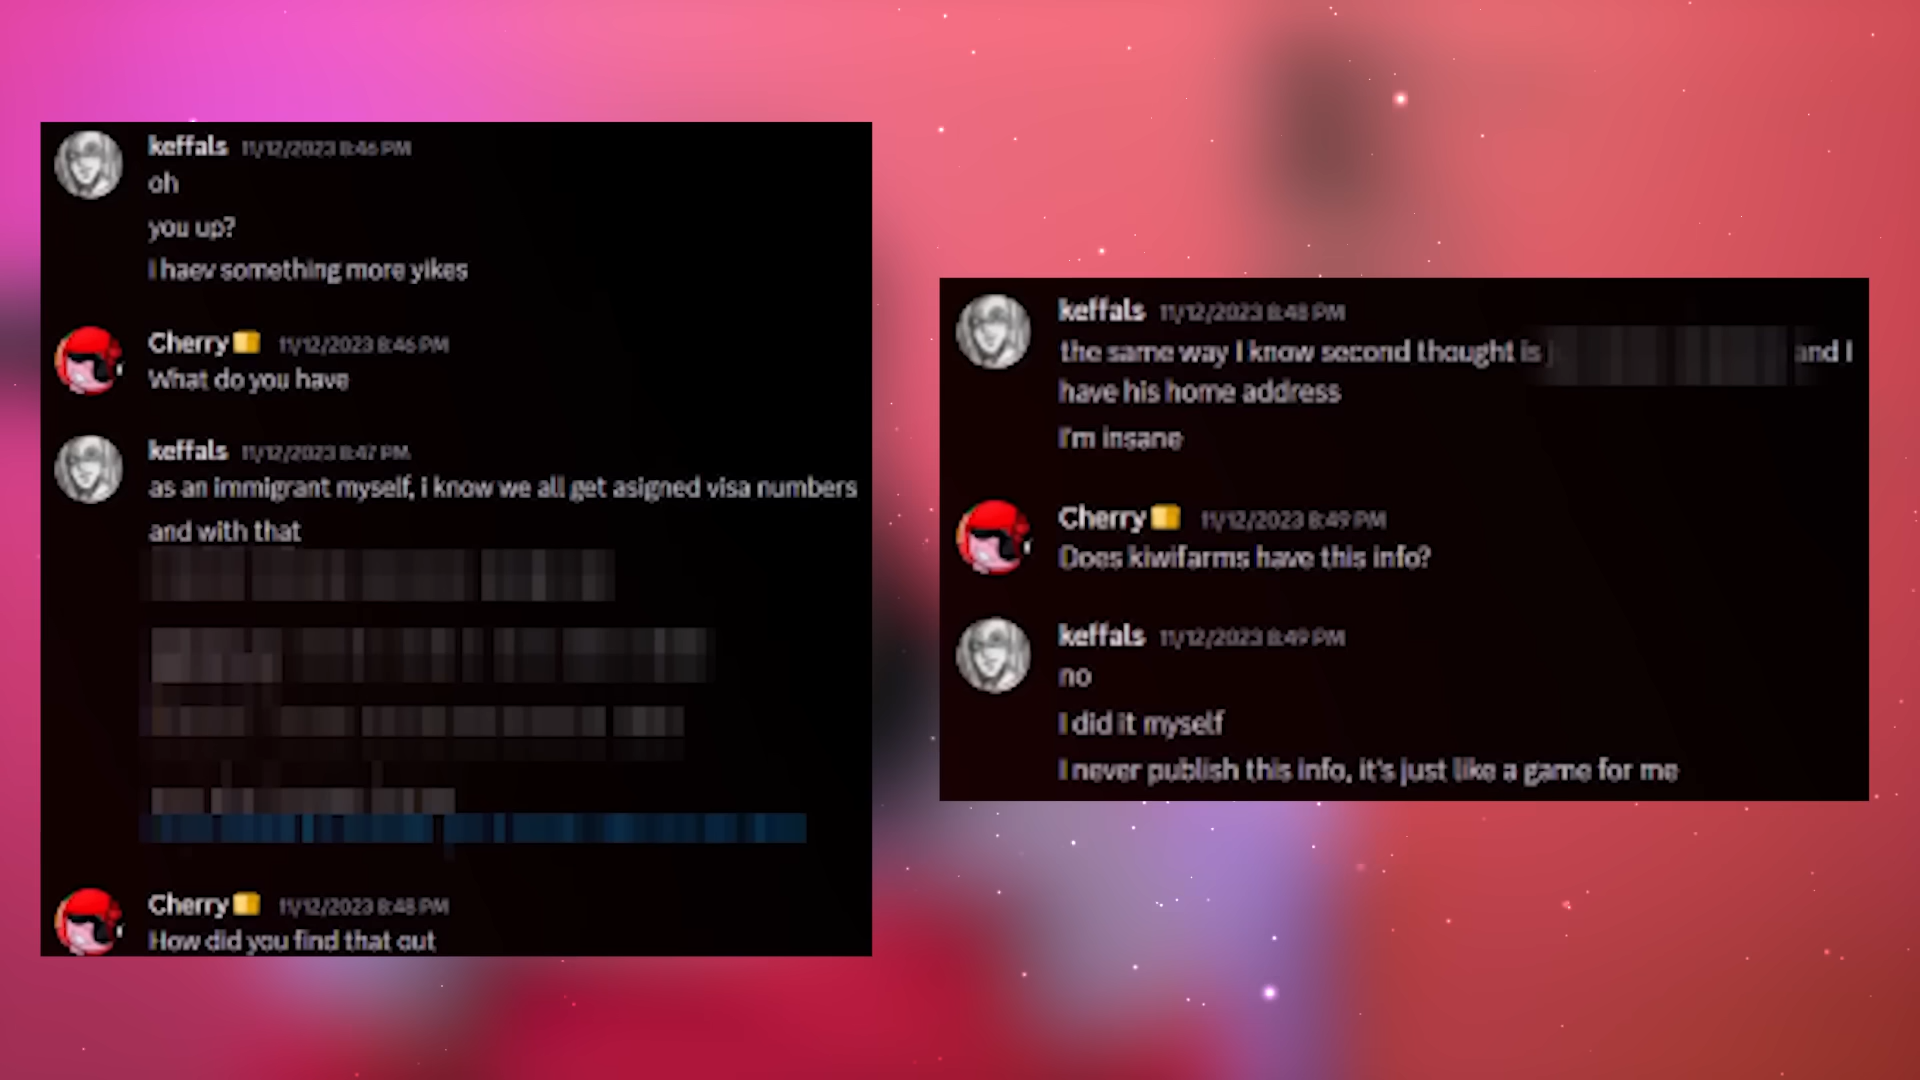 keffals 11/12/2023 8:46 PM
oh
you up?
I haev something more yikes
Cherry 11/12/2023 8:46 PM
What do you have
keffals 11/12/2023 8:47 PM
as an immigrant myself, i know we all get asigned visa numbers
and with that
Cherry 11/12/2023 8:48 PM
How did you find that out
keffals 11/12/2023 8:48 PM
the same way I know second thought is and I
have his home address
I'm insane
Cherry 11/12/2023 8:49 PM
Does kiwifarms have this info?
keffals 11/12/2023 8:49 PM
no
I did it myself
I never publish this info, it's just like a game for me